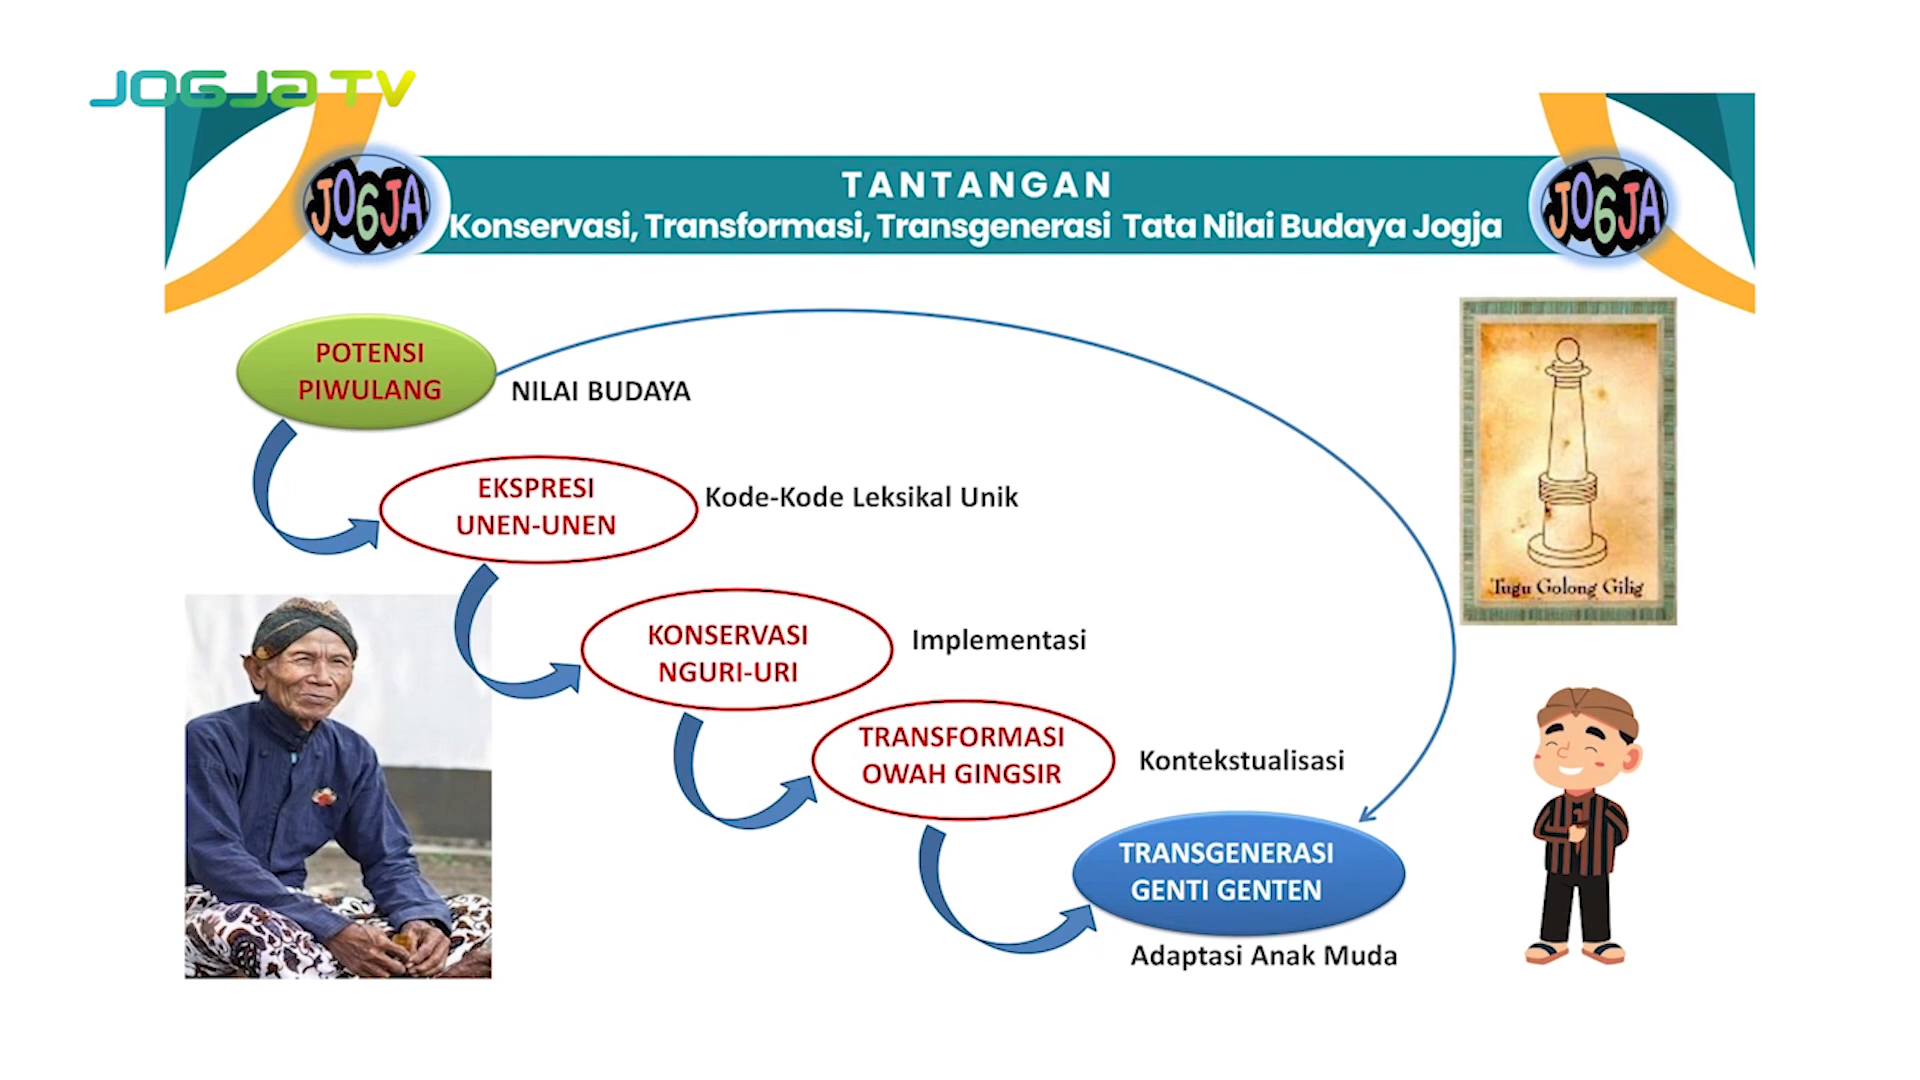 JOGJA TV
TANTANGAN
JOGJA
Konservasi, Transformasi, Transgenerasi Tata Nilai Budaya Jogja
JOGJA
POTENSI
PIWULANG
NILAI BUDAYA
EKSPRESI
UNEN-UNEN
Kode-Kode Leksikal Unik
KONSERVASI
NGURI-URI
Implementasi
TRANSFORMASI
OWAH GINGSIR
Kontekstualisasi
TRANSGENERASI
GENTI GENTEN
Adaptasi Anak Muda
Tugu Golong Gilig